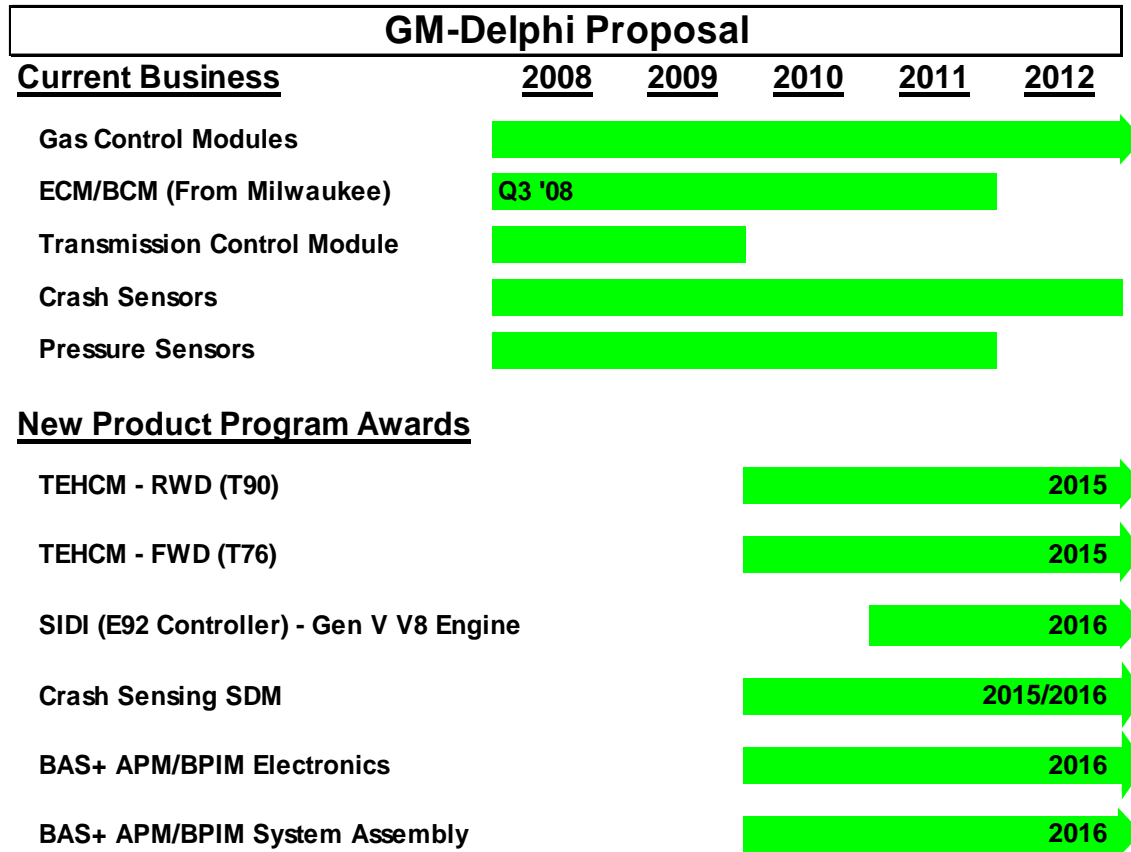 GM-Delphi Proposal
Current Business 2008 2009 2010 2011 2012
Gas Control Modules
ECM/BCM (From Milwaukee) Q3 '08
Transmission Control Module
Crash Sensors
Pressure Sensors
New Product Program Awards
TEHCM - RWD (T90) 2015
TEHCM - FWD (T76) 2015
SIDI (E92 Controller) - Gen V V8 Engine 2016
Crash Sensing SDM 2015/2016
BAS+ APM/BPIM Electronics 2016
BAS+ APM/BPIM System Assembly 2016